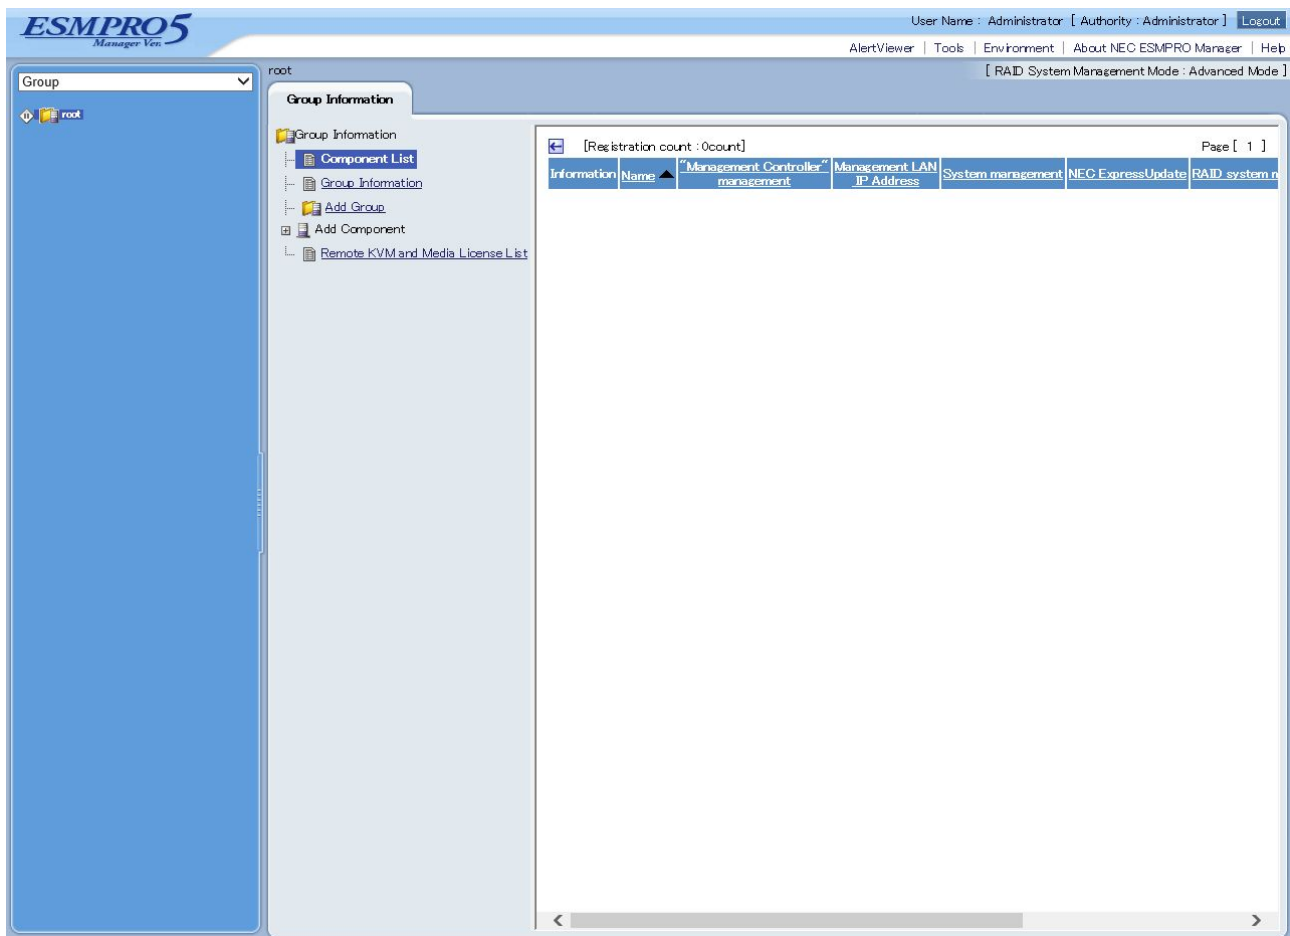 ESMPRO5
Manager Ver.
User Name : Administrator [ Authority : Administrator ] Logout
AlertViewer | Tools | Environment | About NEC ESMPRO Manager | Help
Group
root
root
[ RAID System Management Mode : Advanced Mode ]
Group Information
Group Information
Component List
Group Information
Add Group
Add Component
Remote KVM and Media License List
[Registration count : 0count]
Page [ 1 ]
Information
Name
"Management Controller"
management
Management LAN
IP Address
System management
NEC ExpressUpdate
RAID system